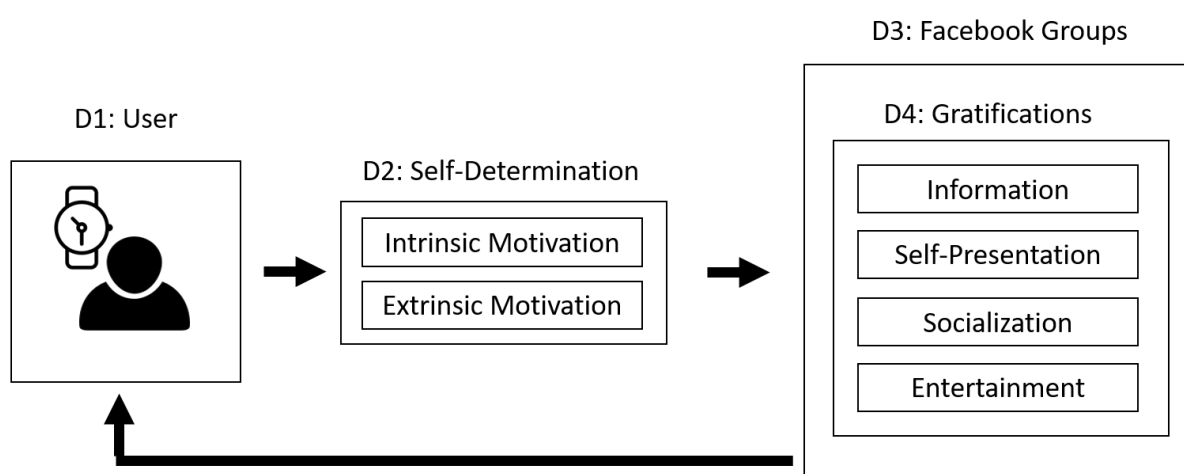 D3: Facebook Groups
D1: User
D4: Gratifications
D2: Self-Determination
Information
Intrinsic Motivation
Self-Presentation
Extrinsic Motivation
Socialization
Entertainment